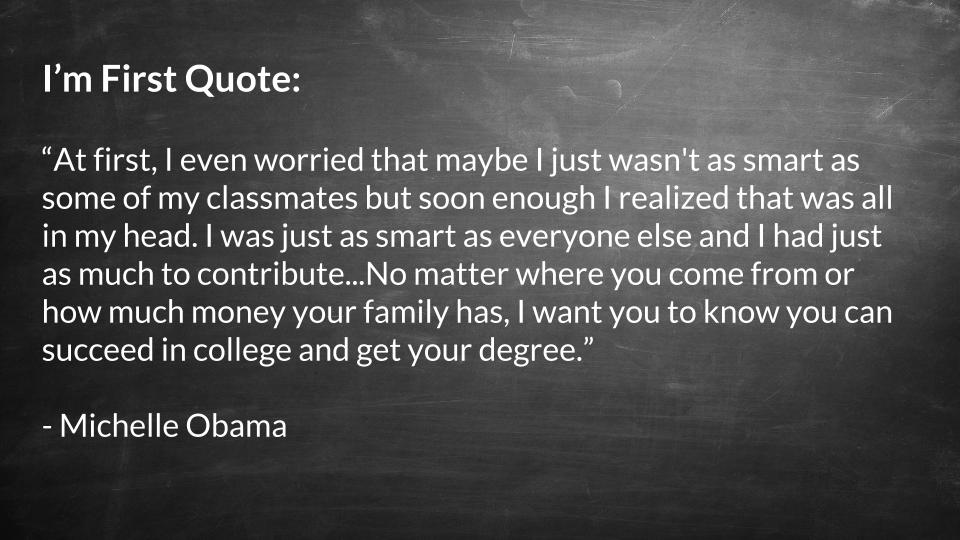 I’m First Quote:
“At first, I even worried that maybe I just wasn't as smart as
some of my classmates but soon enough I realized that was all
in my head. I was just as smart as everyone else and I had just
as much to contribute...No matter where you come from or
how much money your family has, I want you to know you can
succeed in college and get your degree.”
- Michelle Obama